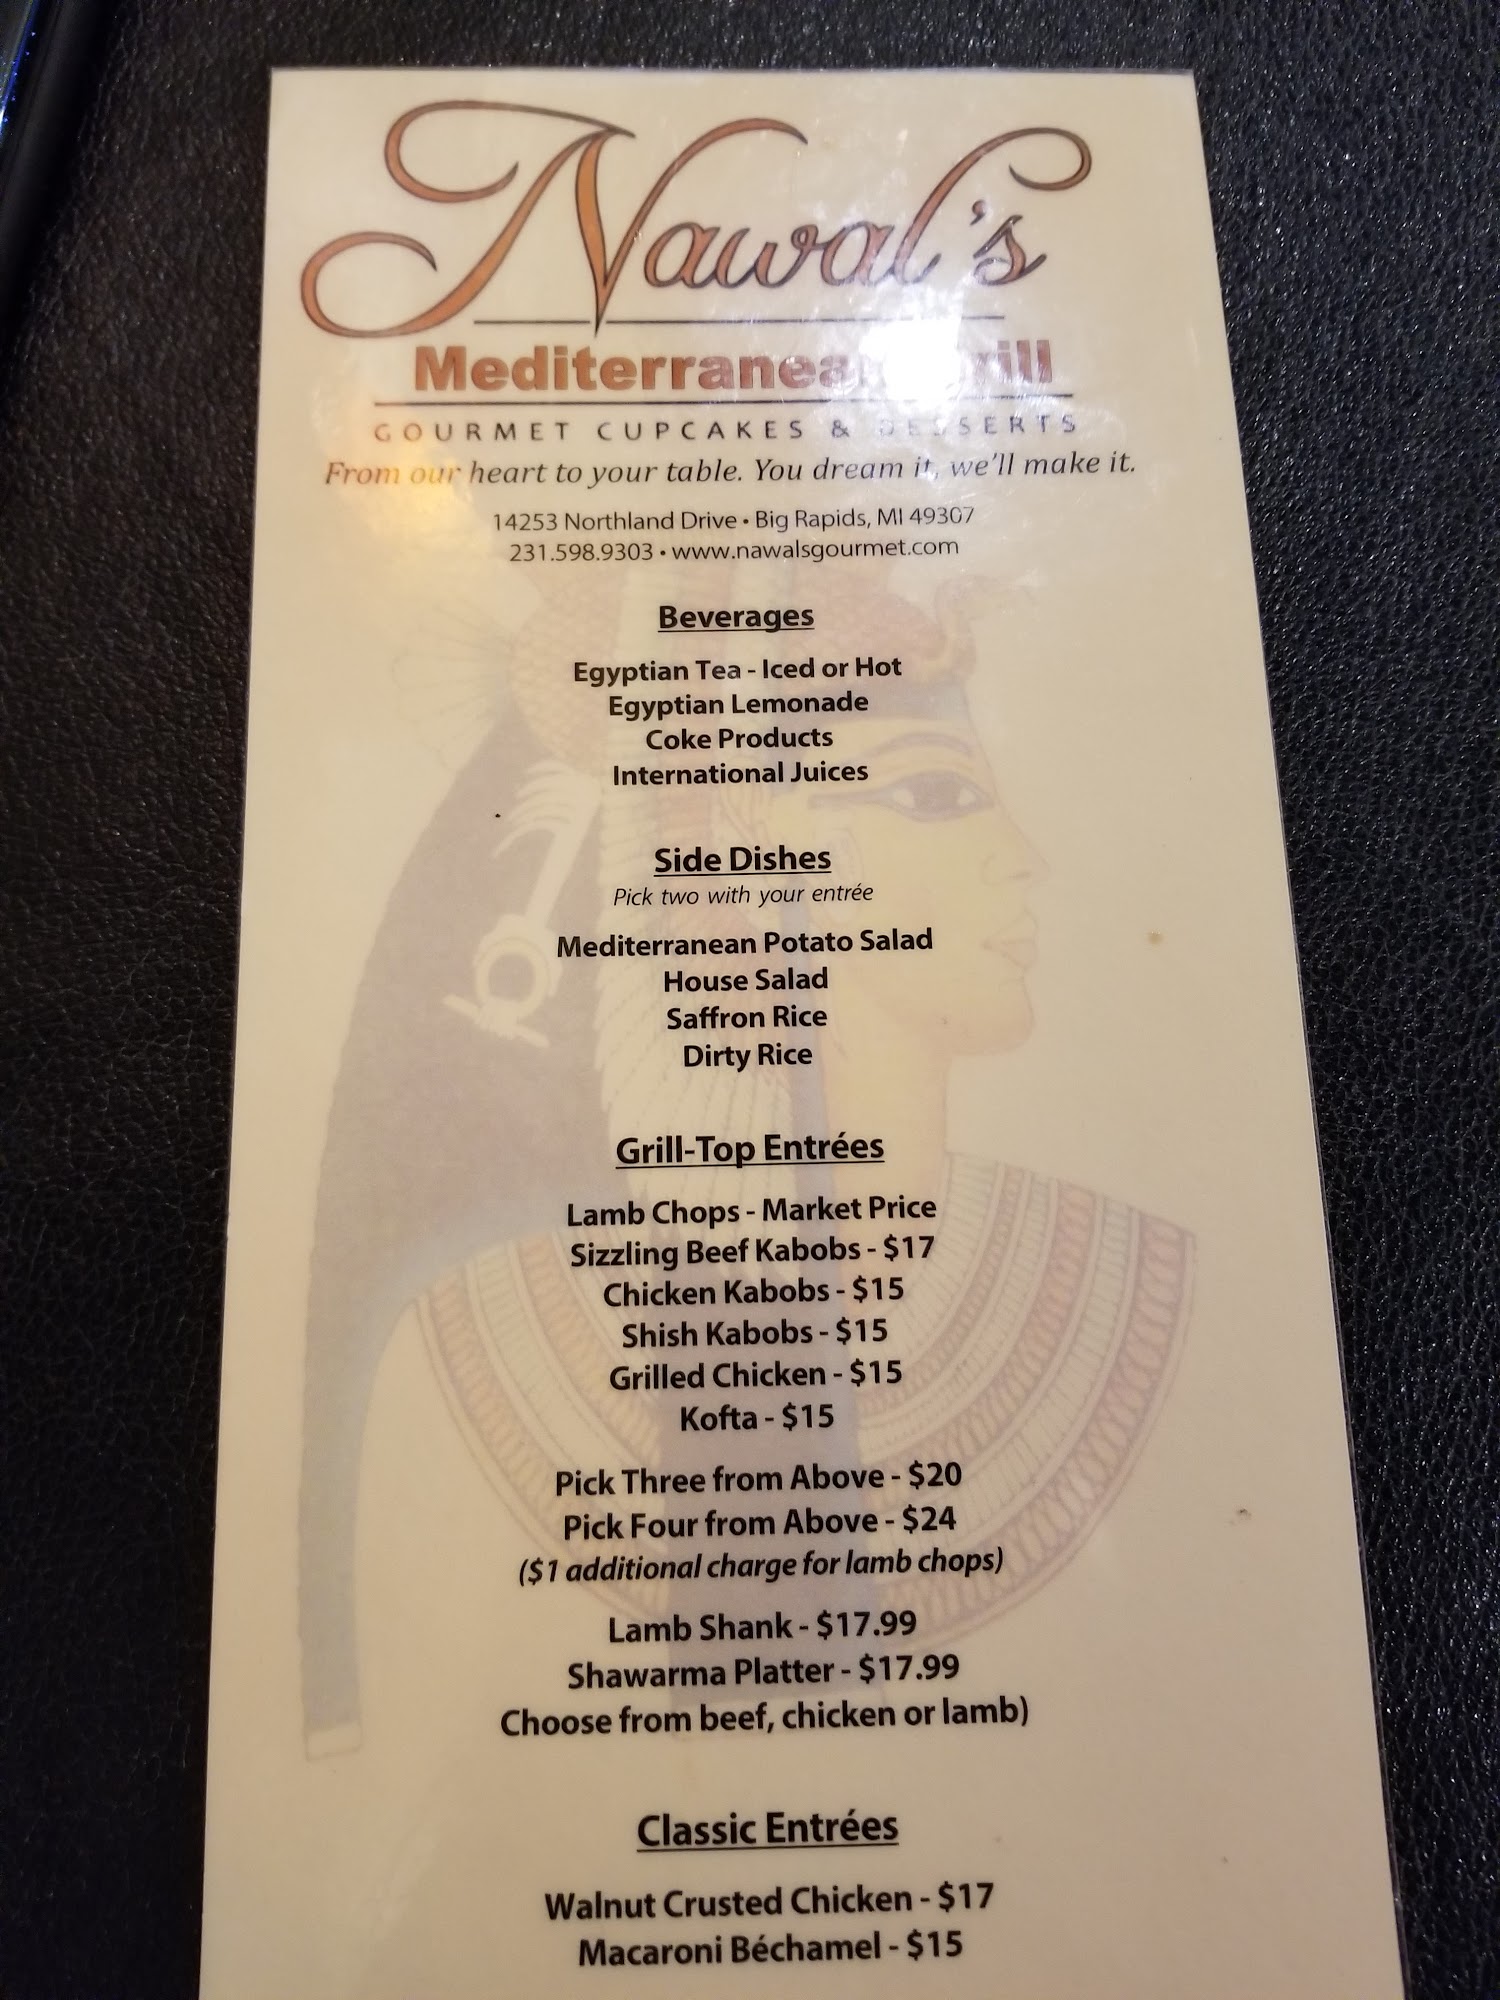 Nawal's
Mediterranean Grill
GOURMET CUPCAKES & DESSERTS
From our heart to your table. You dream it, we'll make it.
14253 Northland Drive • Big Rapids, MI 49307
231.598.9303 • www.nawalsgourmet.com
Beverages
Egyptian Tea - Iced or Hot
Egyptian Lemonade
Coke Products
International Juices
Side Dishes
Pick two with your entrée
Mediterranean Potato Salad
House Salad
Saffron Rice
Dirty Rice
Grill-Top Entrées
Lamb Chops - Market Price
Sizzling Beef Kabobs - $17
Chicken Kabobs - $15
Shish Kabobs - $15
Grilled Chicken - $15
Kofta - $15
Pick Three from Above - $20
Pick Four from Above - $24
($1 additional charge for lamb chops)
Lamb Shank - $17.99
Shawarma Platter - $17.99
Choose from beef, chicken or lamb)
Classic Entrées
Walnut Crusted Chicken - $17
Macaroni Béchamel - $15